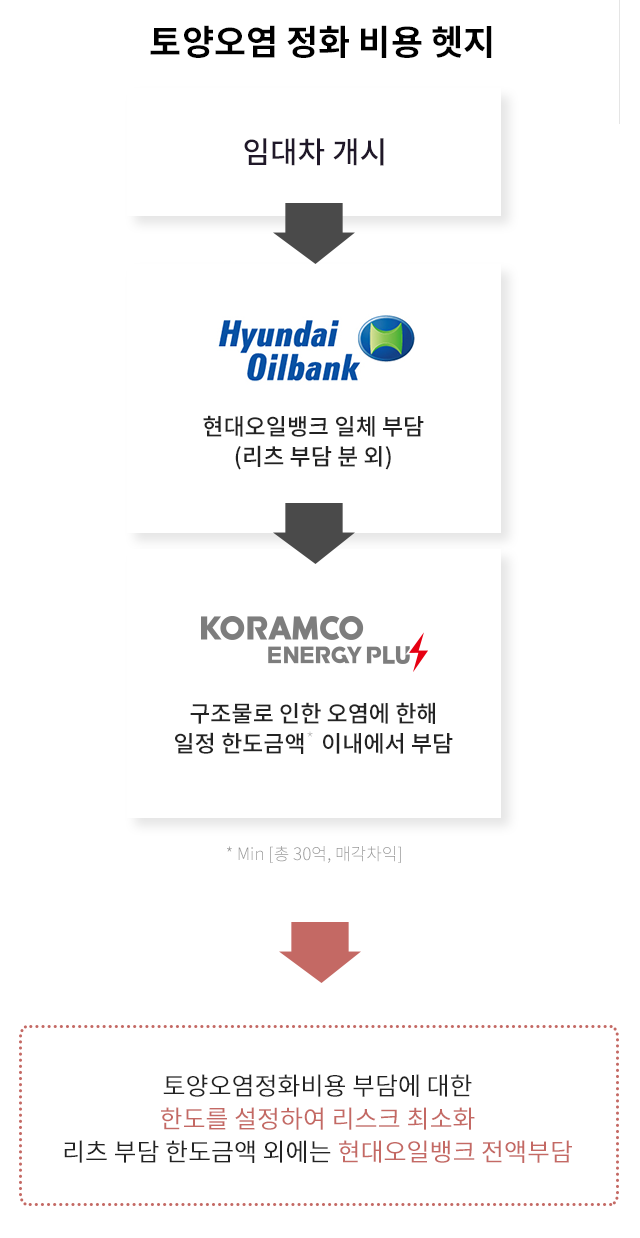 토양오염 정화 비용 헷지
임대차 개시
Hyundai
Oilbank
현대오일뱅크 일체 부담
(리츠 부담 분 외)
KORAMCO
ENERGY PLUS
구조물로 인한 오염에 한해
일정 한도금액* 이내에서 부담
* Min [총 30억, 매각차익]
토양오염정화비용 부담에 대한
한도를 설정하여 리스크 최소화
리츠 부담 한도금액 외에는 현대오일뱅크 전액부담